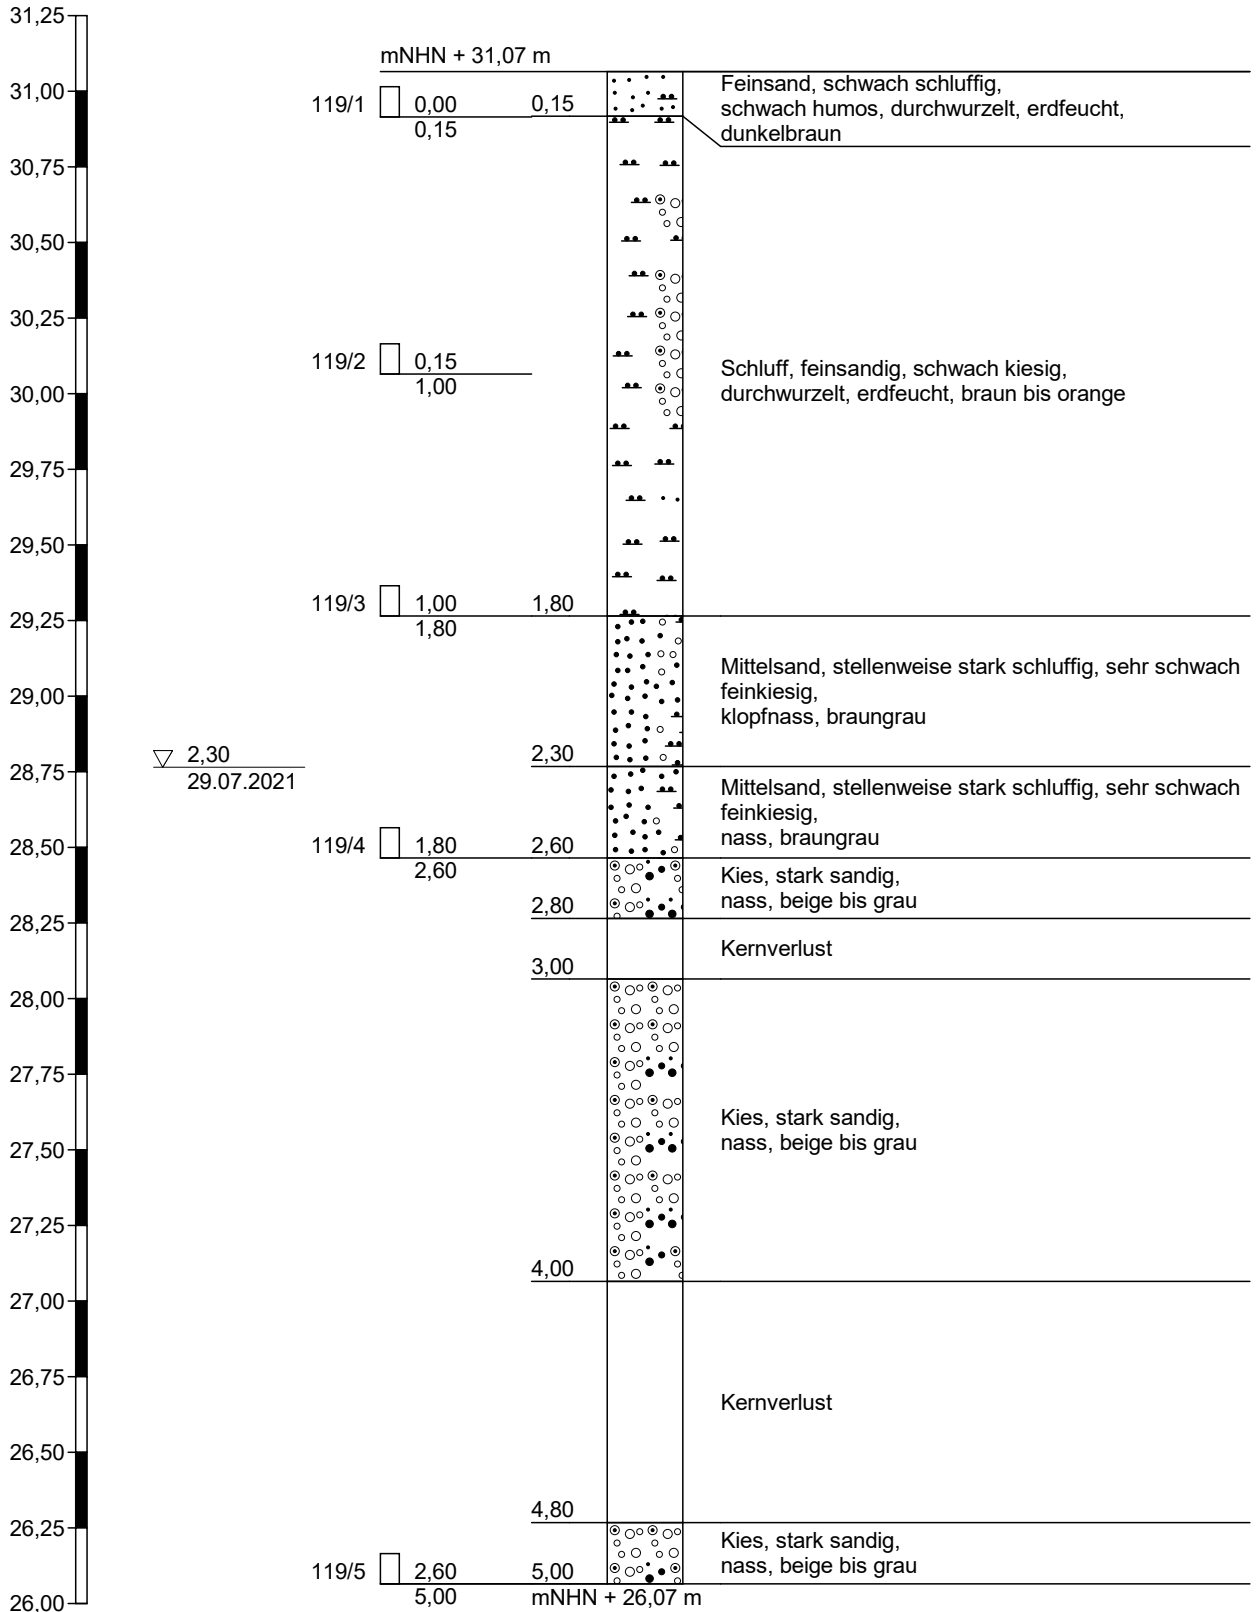 31,25
mNHN + 31,07 m
31,00
119/1
0,00
0,15
0,15
Feinsand, schwach schluffig,
schwach humos, durchwurzelt, erdfeucht,
dunkelbraun
30,75
30,50
30,25
119/2
0,15
1,00
Schluff, feinsandig, schwach kiesig,
durchwurzelt, erdfeucht, braun bis orange
30,00
29,75
29,50
119/3
1,00
1,80
1,80
29,25
Mittelsand, stellenweise stark schluffig, sehr schwach
feinkiesig,
klopfnass, braungrau
29,00
2,30
29.07.2021
2,30
28,75
Mittelsand, stellenweise stark schluffig, sehr schwach
feinkiesig,
nass, braungrau
119/4
1,80
2,60
2,60
28,50
Kies, stark sandig,
nass, beige bis grau
2,80
28,25
Kernverlust
3,00
28,00
27,75
27,50
Kies, stark sandig,
nass, beige bis grau
27,25
4,00
27,00
26,75
Kernverlust
26,50
4,80
26,25
Kies, stark sandig,
nass, beige bis grau
119/5
2,60
5,00
5,00
mNHN + 26,07 m
26,00